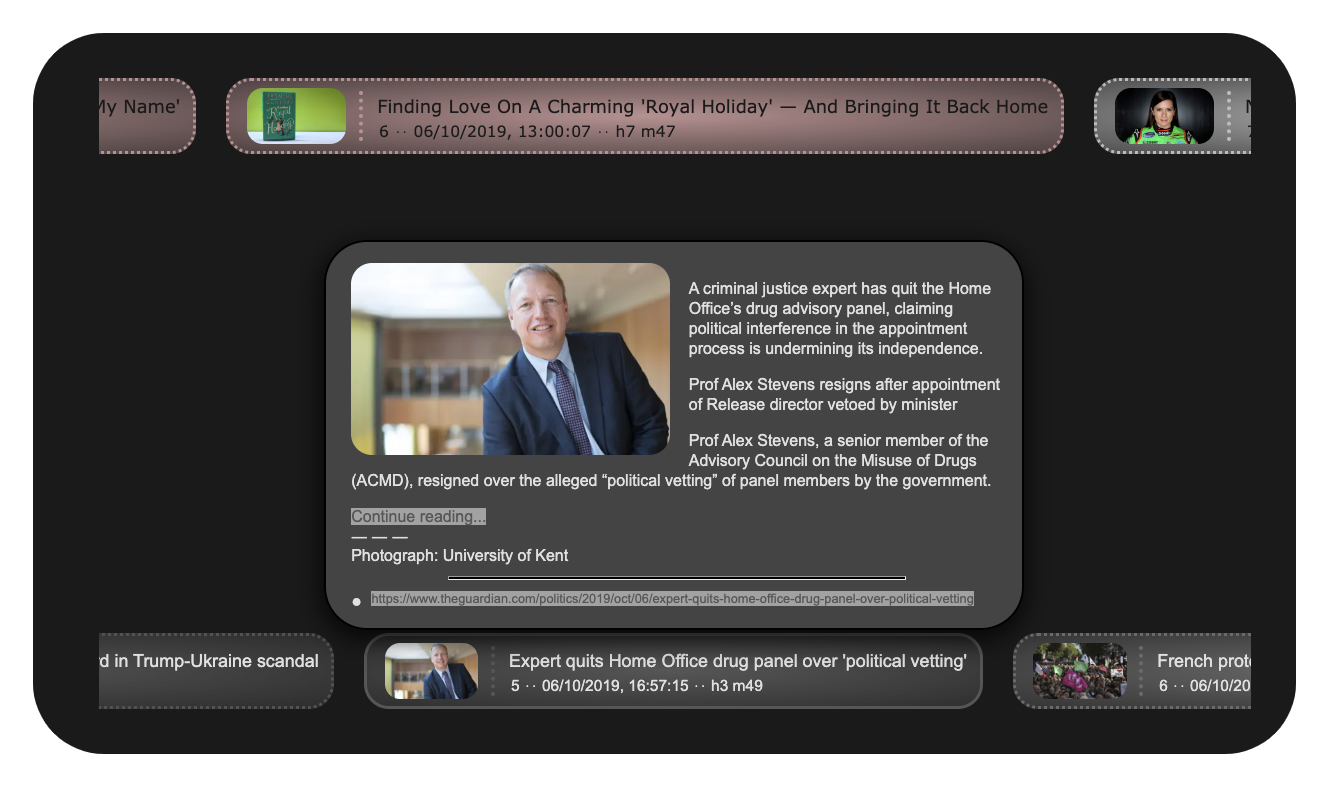 My Name'
Finding Love On A Charming 'Royal Holiday' — And Bringing It Back Home
6 ·· 06/10/2019, 13:00:07 ·· h7 m47
A criminal justice expert has quit the Home
Office’s drug advisory panel, claiming
political interference in the appointment
process is undermining its independence.
Prof Alex Stevens resigns after appointment
of Release director vetoed by minister
Prof Alex Stevens, a senior member of the
Advisory Council on the Misuse of Drugs
(ACMD), resigned over the alleged “political vetting” of panel members by the government.
Continue reading...
— — —
Photograph: University of Kent
https://www.theguardian.com/politics/2019/oct/06/expert-quits-home-office-drug-panel-over-political-vetting
d in Trump-Ukraine scandal
Expert quits Home Office drug panel over 'political vetting'
5 ·· 06/10/2019, 16:57:15 ·· h3 m49
French prote
6 ·· 06/10/20